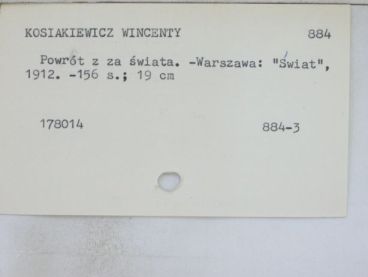 KOSIAKIEWICZ WINCENTY 884
Powrót z za świata. -Warszawa: "Świat",
1912. -156 s.; 19 cm
178014 884-3